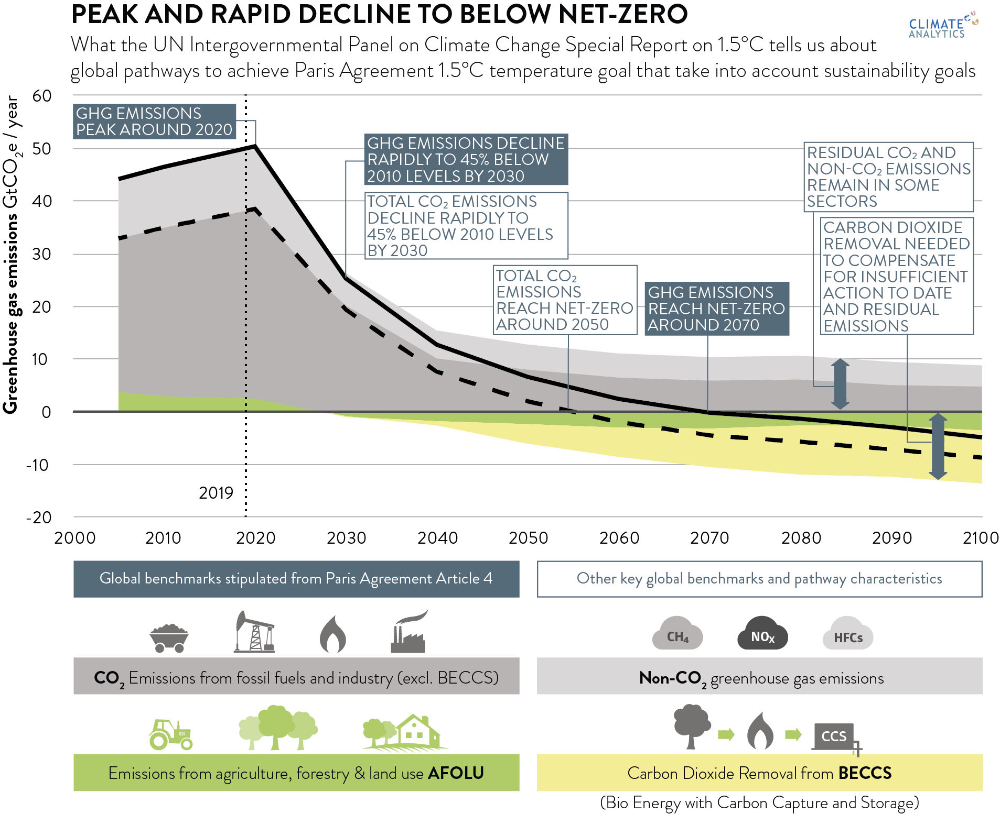 PEAK AND RAPID DECLINE TO BELOW NET-ZERO
CLIMATE
ANALYTICS
What the UN Intergovernmental Panel on Climate Change Special Report on 1.5°C tells us about
global pathways to achieve Paris Agreement 1.5°C temperature goal that take into account sustainability goals
Greenhouse gas emissions GtCO₂e / year
60
50
40
30
20
10
0
-10
-20
GHG EMISSIONS
PEAK AROUND 2020
GHG EMISSIONS DECLINE
RAPIDLY TO 45% BELOW
2010 LEVELS BY 2030
TOTAL CO₂ EMISSIONS
DECLINE RAPIDLY TO
45% BELOW 2010 LEVELS
BY 2030
TOTAL CO₂
EMISSIONS
REACH NET-ZERO
AROUND 2050
GHG EMISSIONS
REACH NET-ZERO
AROUND 2070
RESIDUAL CO₂ AND
NON-CO₂ EMISSIONS
REMAIN IN SOME
SECTORS
CARBON DIOXIDE
REMOVAL NEEDED
TO COMPENSATE
FOR INSUFFICIENT
ACTION TO DATE
AND RESIDUAL
EMISSIONS
2019
2000 2010 2020 2030 2040 2050 2060 2070 2080 2090 2100
Global benchmarks stipulated from Paris Agreement Article 4
Other key global benchmarks and pathway characteristics
CH₄
NOₓ
HFCs
CO₂ Emissions from fossil fuels and industry (excl. BECCS)
Non-CO₂ greenhouse gas emissions
CCS
Emissions from agriculture, forestry & land use AFOLU
Carbon Dioxide Removal from BECCS
(Bio Energy with Carbon Capture and Storage)